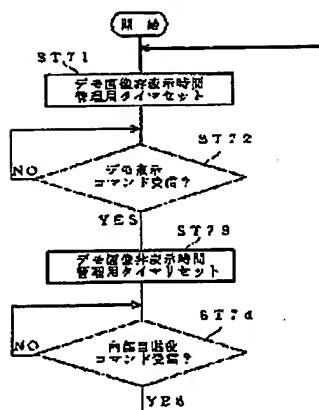 開始
ST71
デモ画像非表示時間
管理用タイマセット
ST72
デモ表示
コマンド受信?
NO
YES
ST73
デモ画像非表示時間
管理用タイマリセット
ST74
コマンド受信?
NO
YES